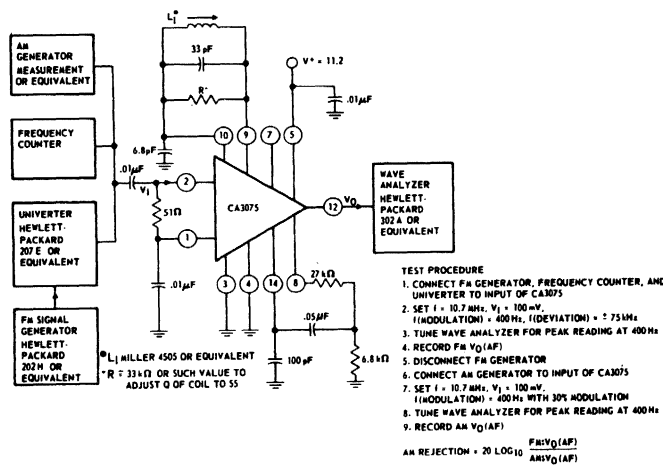 AM
GENERATOR
MEASUREMENT
OR EQUIVALENT
FREQUENCY
COUNTER
UNIVERTER
HEWLETT-
PACKARD
207 E OR
EQUIVALENT
FM SIGNAL
GENERATOR
HEWLETT-
PACKARD
202 H OR
EQUIVALENT
L1*
33 pF
R*
6.8 pF
.01μF
V1
51Ω
.01μF
V+ = 11.2
.01μF
10
9
7
5
2
1
CA3075
12
VO
3
4
14
8
27 kΩ
.05μF
100 pF
6.8 kΩ
WAVE
ANALYZER
HEWLETT-
PACKARD
302 A OR
EQUIVALENT
* L1 MILLER 4505 OR EQUIVALENT
*R = 33 kΩ OR SUCH VALUE TO
ADJUST Q OF COIL TO 55
TEST PROCEDURE
1. CONNECT FM GENERATOR, FREQUENCY COUNTER, AND
UNIVERTER TO INPUT OF CA3075
2. SET f = 10.7 MHz, V1 = 100 mV,
f(MODULATION) = 400 Hz, f(DEVIATION) = ± 75 kHz
3. TUNE WAVE ANALYZER FOR PEAK READING AT 400 Hz
4. RECORD FM VO(AF)
5. DISCONNECT FM GENERATOR
6. CONNECT AM GENERATOR TO INPUT OF CA3075
7. SET f = 10.7 MHz, V1 = 100 mV,
f(MODULATION) = 400 Hz WITH 30% MODULATION
8. TUNE WAVE ANALYZER FOR PEAK READING AT 400 Hz
9. RECORD AM VO(AF)
AM REJECTION = 20 LOG10 FM:VO(AF)
AM:VO(AF)